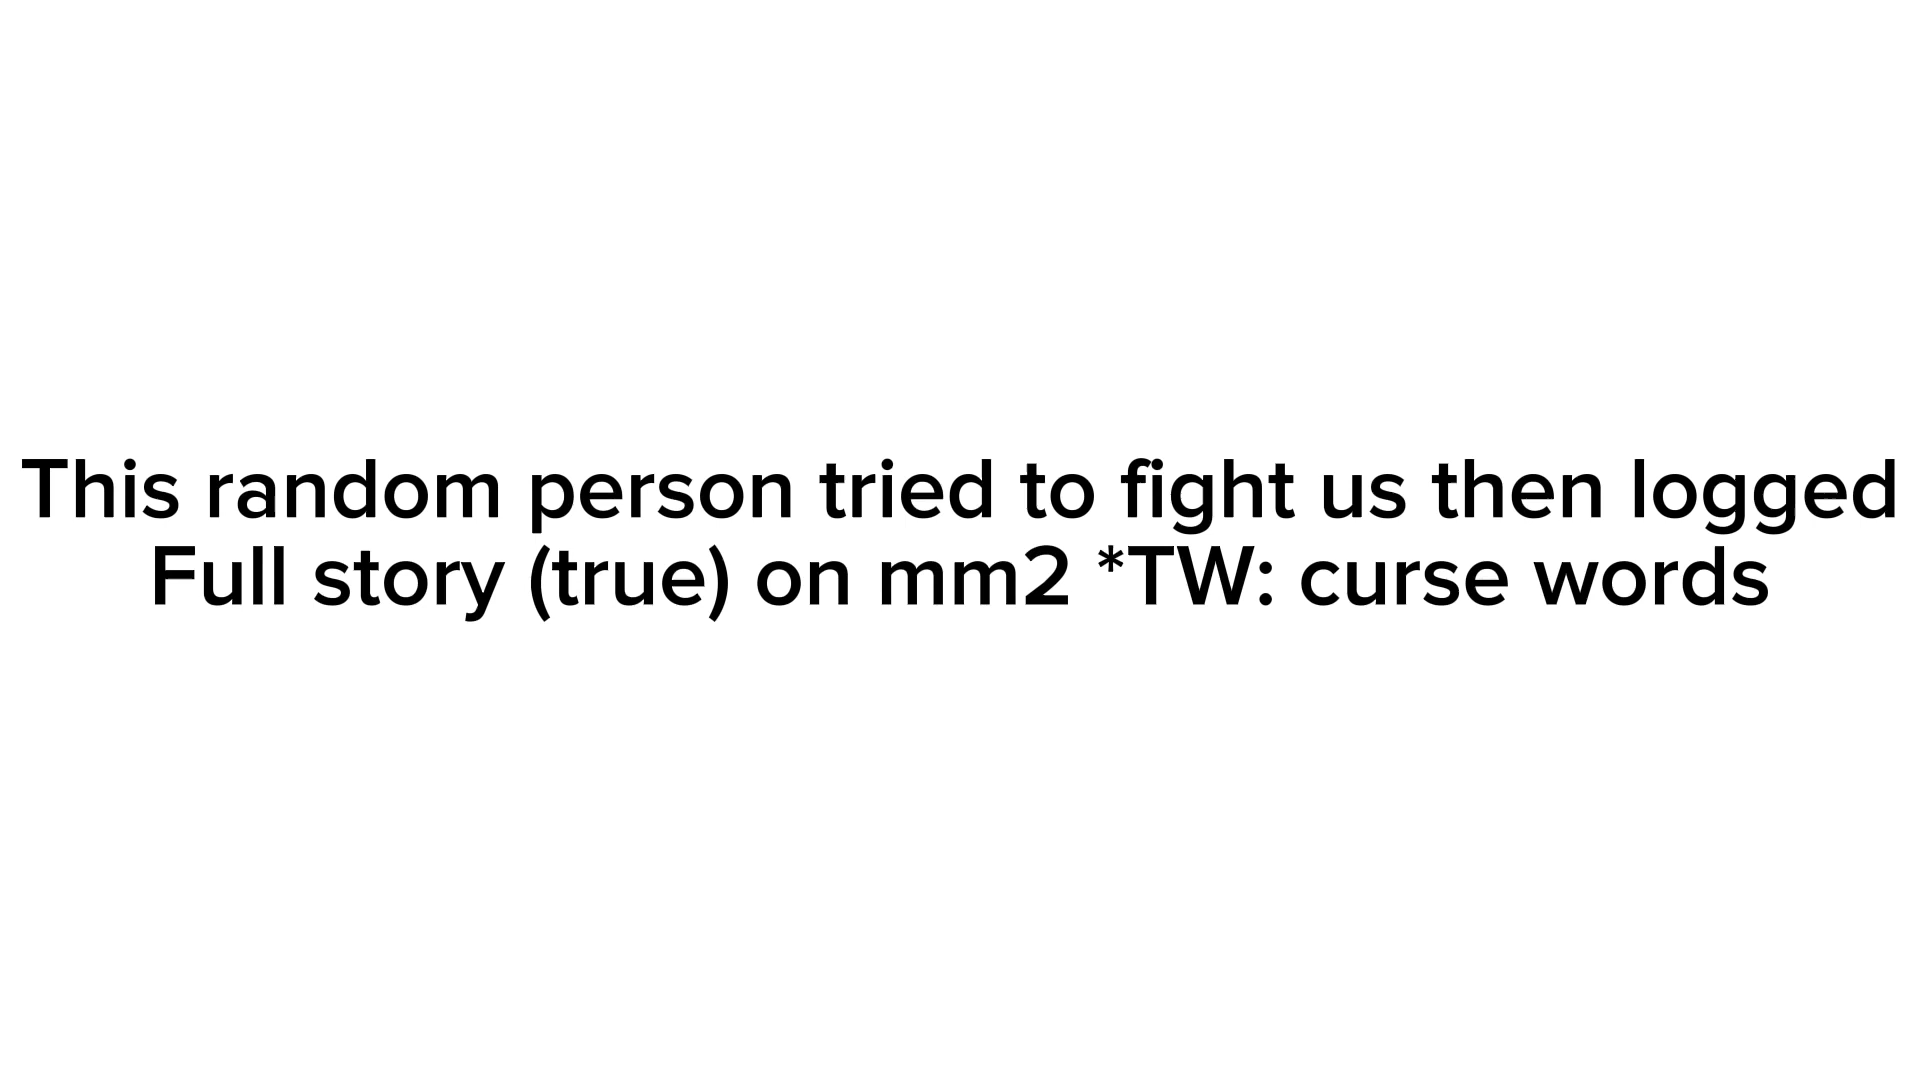 This random person tried to fight us then logged
Full story (true) on mm2 *TW: curse words